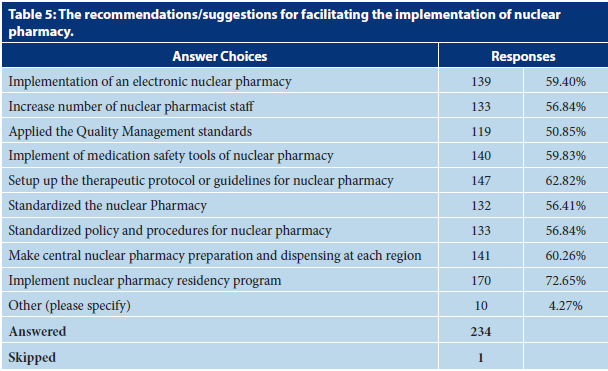 Table 5: The recommendations/suggestions for facilitating the implementation of nuclear
pharmacy.
Answer Choices Responses
Implementation of an electronic nuclear pharmacy 139 59.40%
Increase number of nuclear pharmacist staff 133 56.84%
Applied the Quality Management standards 119 50.85%
Implement of medication safety tools of nuclear pharmacy 140 59.83%
Setup up the therapeutic protocol or guidelines for nuclear pharmacy 147 62.82%
Standardized the nuclear Pharmacy 132 56.41%
Standardized policy and procedures for nuclear pharmacy 133 56.84%
Make central nuclear pharmacy preparation and dispensing at each region 141 60.26%
Implement nuclear pharmacy residency program 170 72.65%
Other (please specify) 10 4.27%
Answered 234
Skipped 1